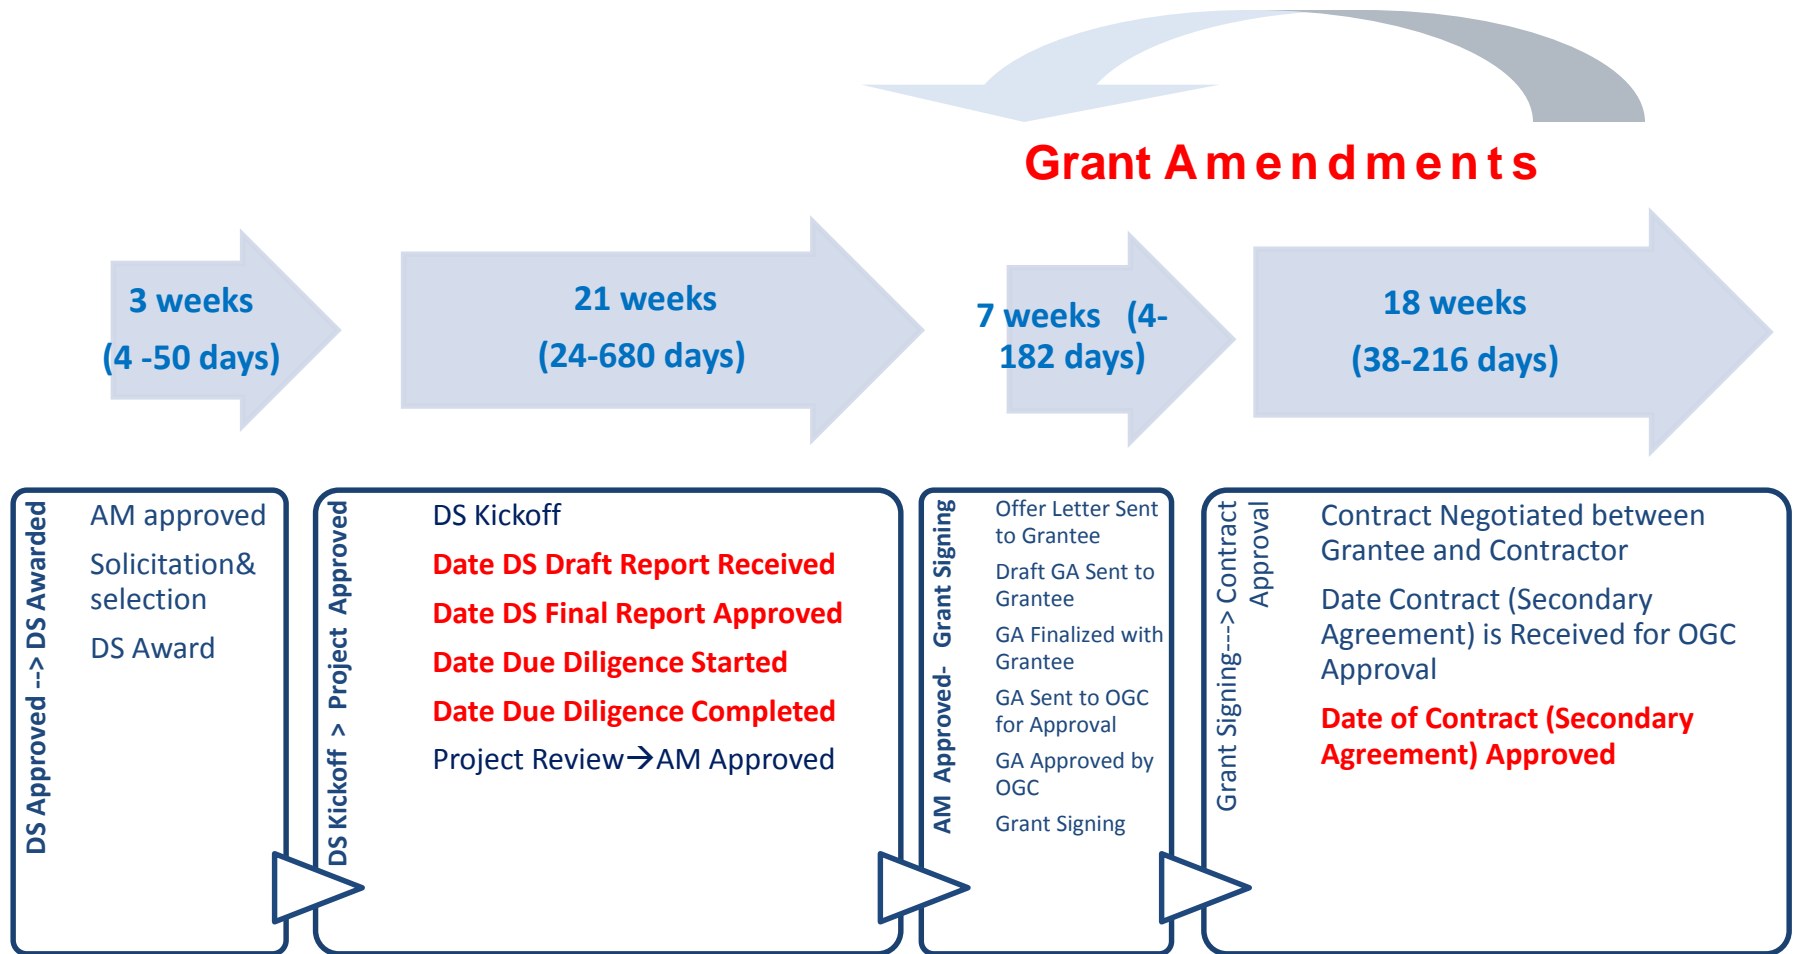 Grant Amendments
3 weeks
(4 -50 days)
21 weeks
(24-680 days)
7 weeks (4-
182 days)
18 weeks
(38-216 days)
DS Approved ---> DS Awarded
AM approved
Solicitation&
selection
DS Award
DS Kickoff > Project Approved
DS Kickoff
Date DS Draft Report Received
Date DS Final Report Approved
Date Due Diligence Started
Date Due Diligence Completed
Project Review→AM Approved
AM Approved- Grant Signing
Offer Letter Sent
to Grantee
Draft GA Sent to
Grantee
GA Finalized with
Grantee
GA Sent to OGC
for Approval
GA Approved by
OGC
Grant Signing
Grant Signing---> Contract
Approval
Contract Negotiated between
Grantee and Contractor
Date Contract (Secondary
Agreement) is Received for OGC
Approval
Date of Contract (Secondary
Agreement) Approved